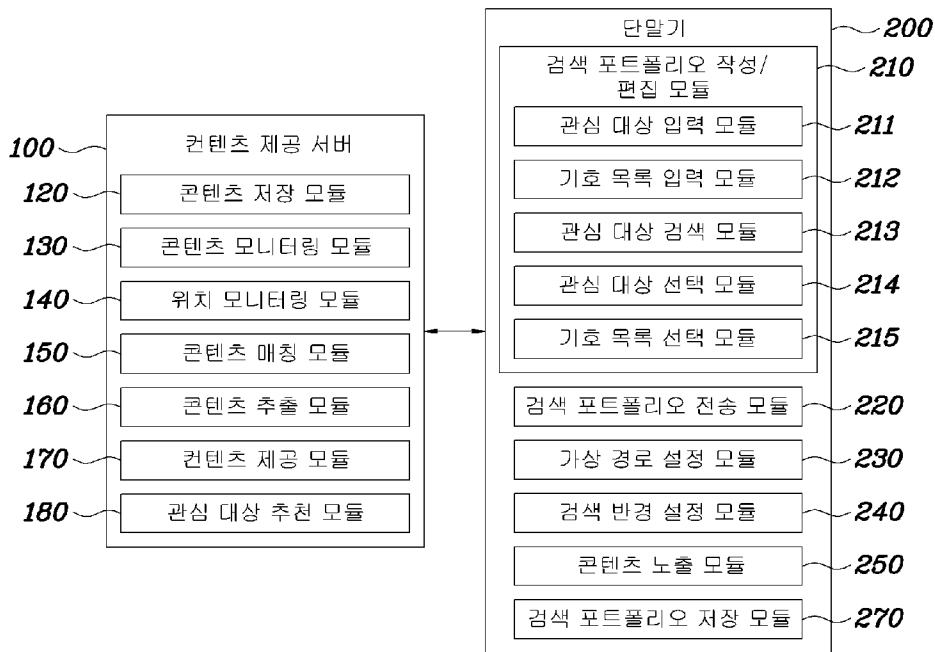 100
컨텐츠 제공 서버
120
콘텐츠 저장 모듈
130
콘텐츠 모니터링 모듈
140
위치 모니터링 모듈
150
콘텐츠 매칭 모듈
160
콘텐츠 추출 모듈
170
컨텐츠 제공 모듈
180
관심 대상 추천 모듈
단말기
200
검색 포트폴리오 작성/
편집 모듈
210
관심 대상 입력 모듈
211
기호 목록 입력 모듈
212
관심 대상 검색 모듈
213
관심 대상 선택 모듈
214
기호 목록 선택 모듈
215
검색 포트폴리오 전송 모듈
220
가상 경로 설정 모듈
230
검색 반경 설정 모듈
240
콘텐츠 노출 모듈
250
검색 포트폴리오 저장 모듈
270